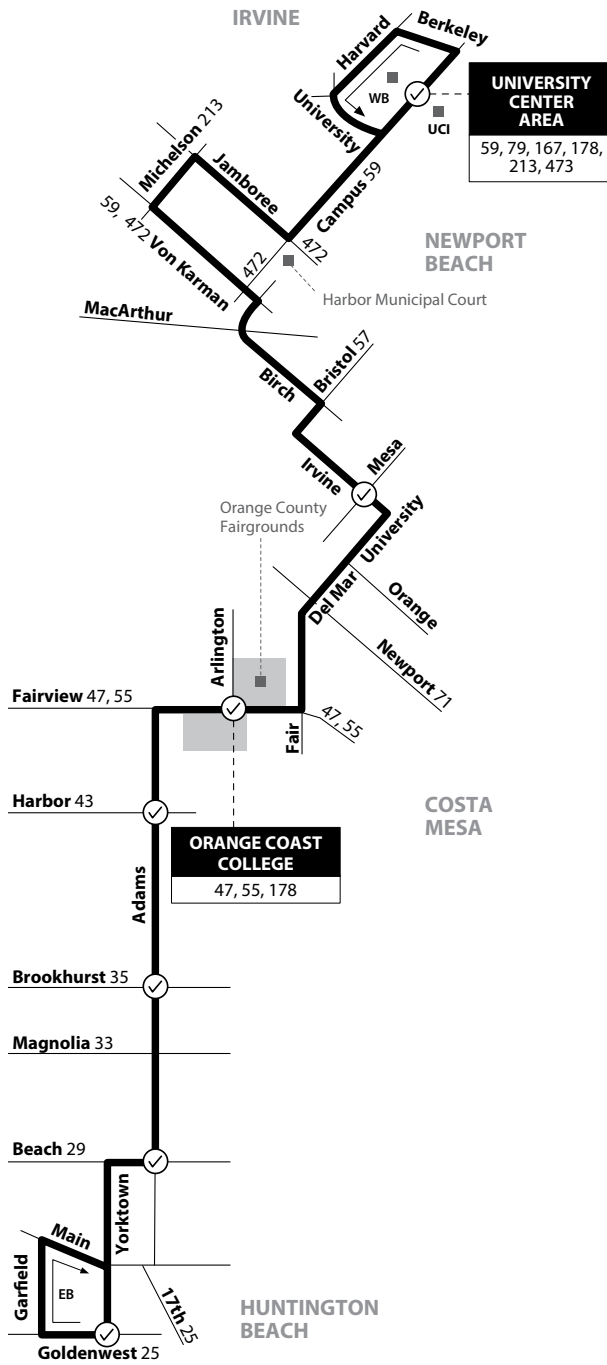 IRVINE
Berkeley
Harvard
WB
University
UCI
UNIVERSITY
CENTER
AREA
59, 79, 167, 178,
213, 473
Michelson 213
Jamboree
Campus 59
59, 472
Von Karman
472
472
NEWPORT
BEACH
Harbor Municipal Court
MacArthur
Birch
Bristol 57
Irvine
Mesa
Orange County
Fairgrounds
University
Del Mar
Orange
Newport 71
Arlington
Fairview 47, 55
Fair
47, 55
Harbor 43
COSTA
MESA
ORANGE COAST
COLLEGE
47, 55, 178
Adams
Brookhurst 35
Magnolia 33
Beach 29
Yorktown
Main
Garfield
EB
17th 25
HUNTINGTON
BEACH
Goldenwest 25